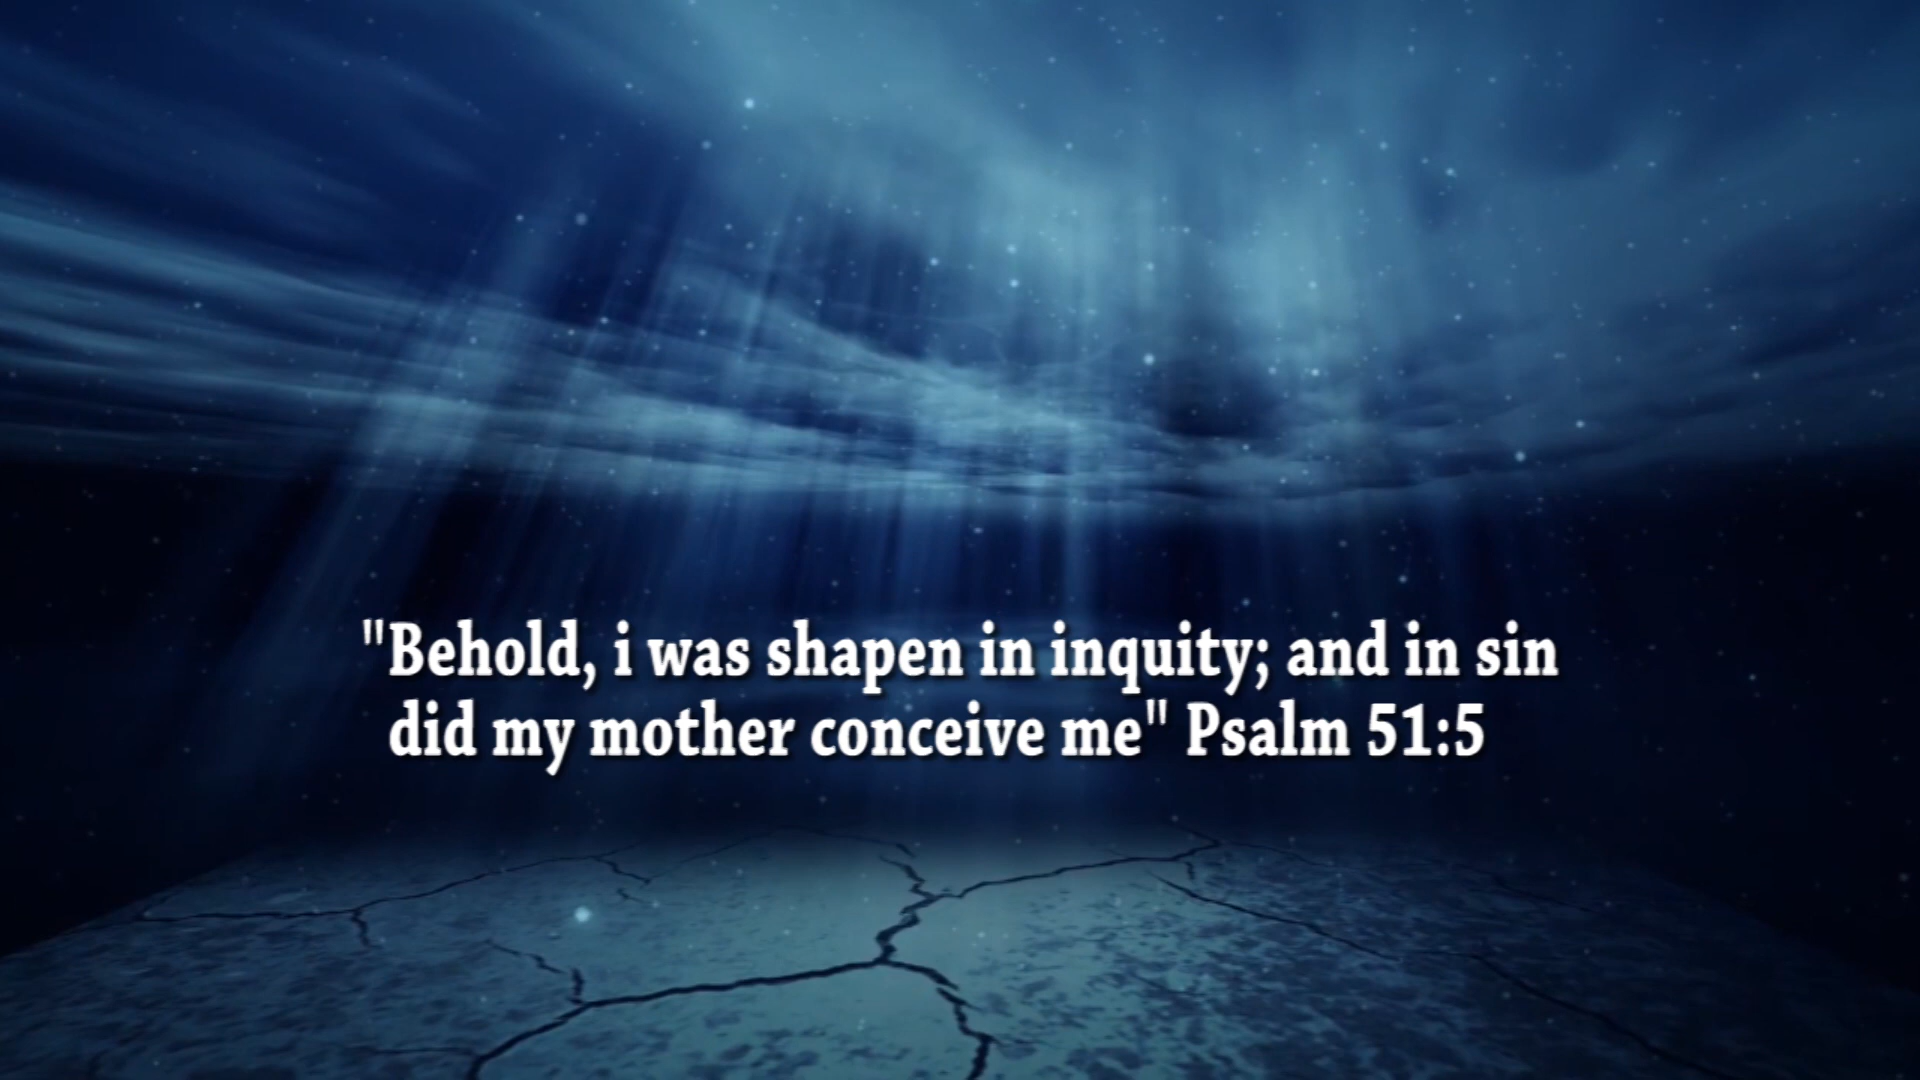 "Behold, i was shapen in inquity; and in sin
did my mother conceive me" Psalm 51:5